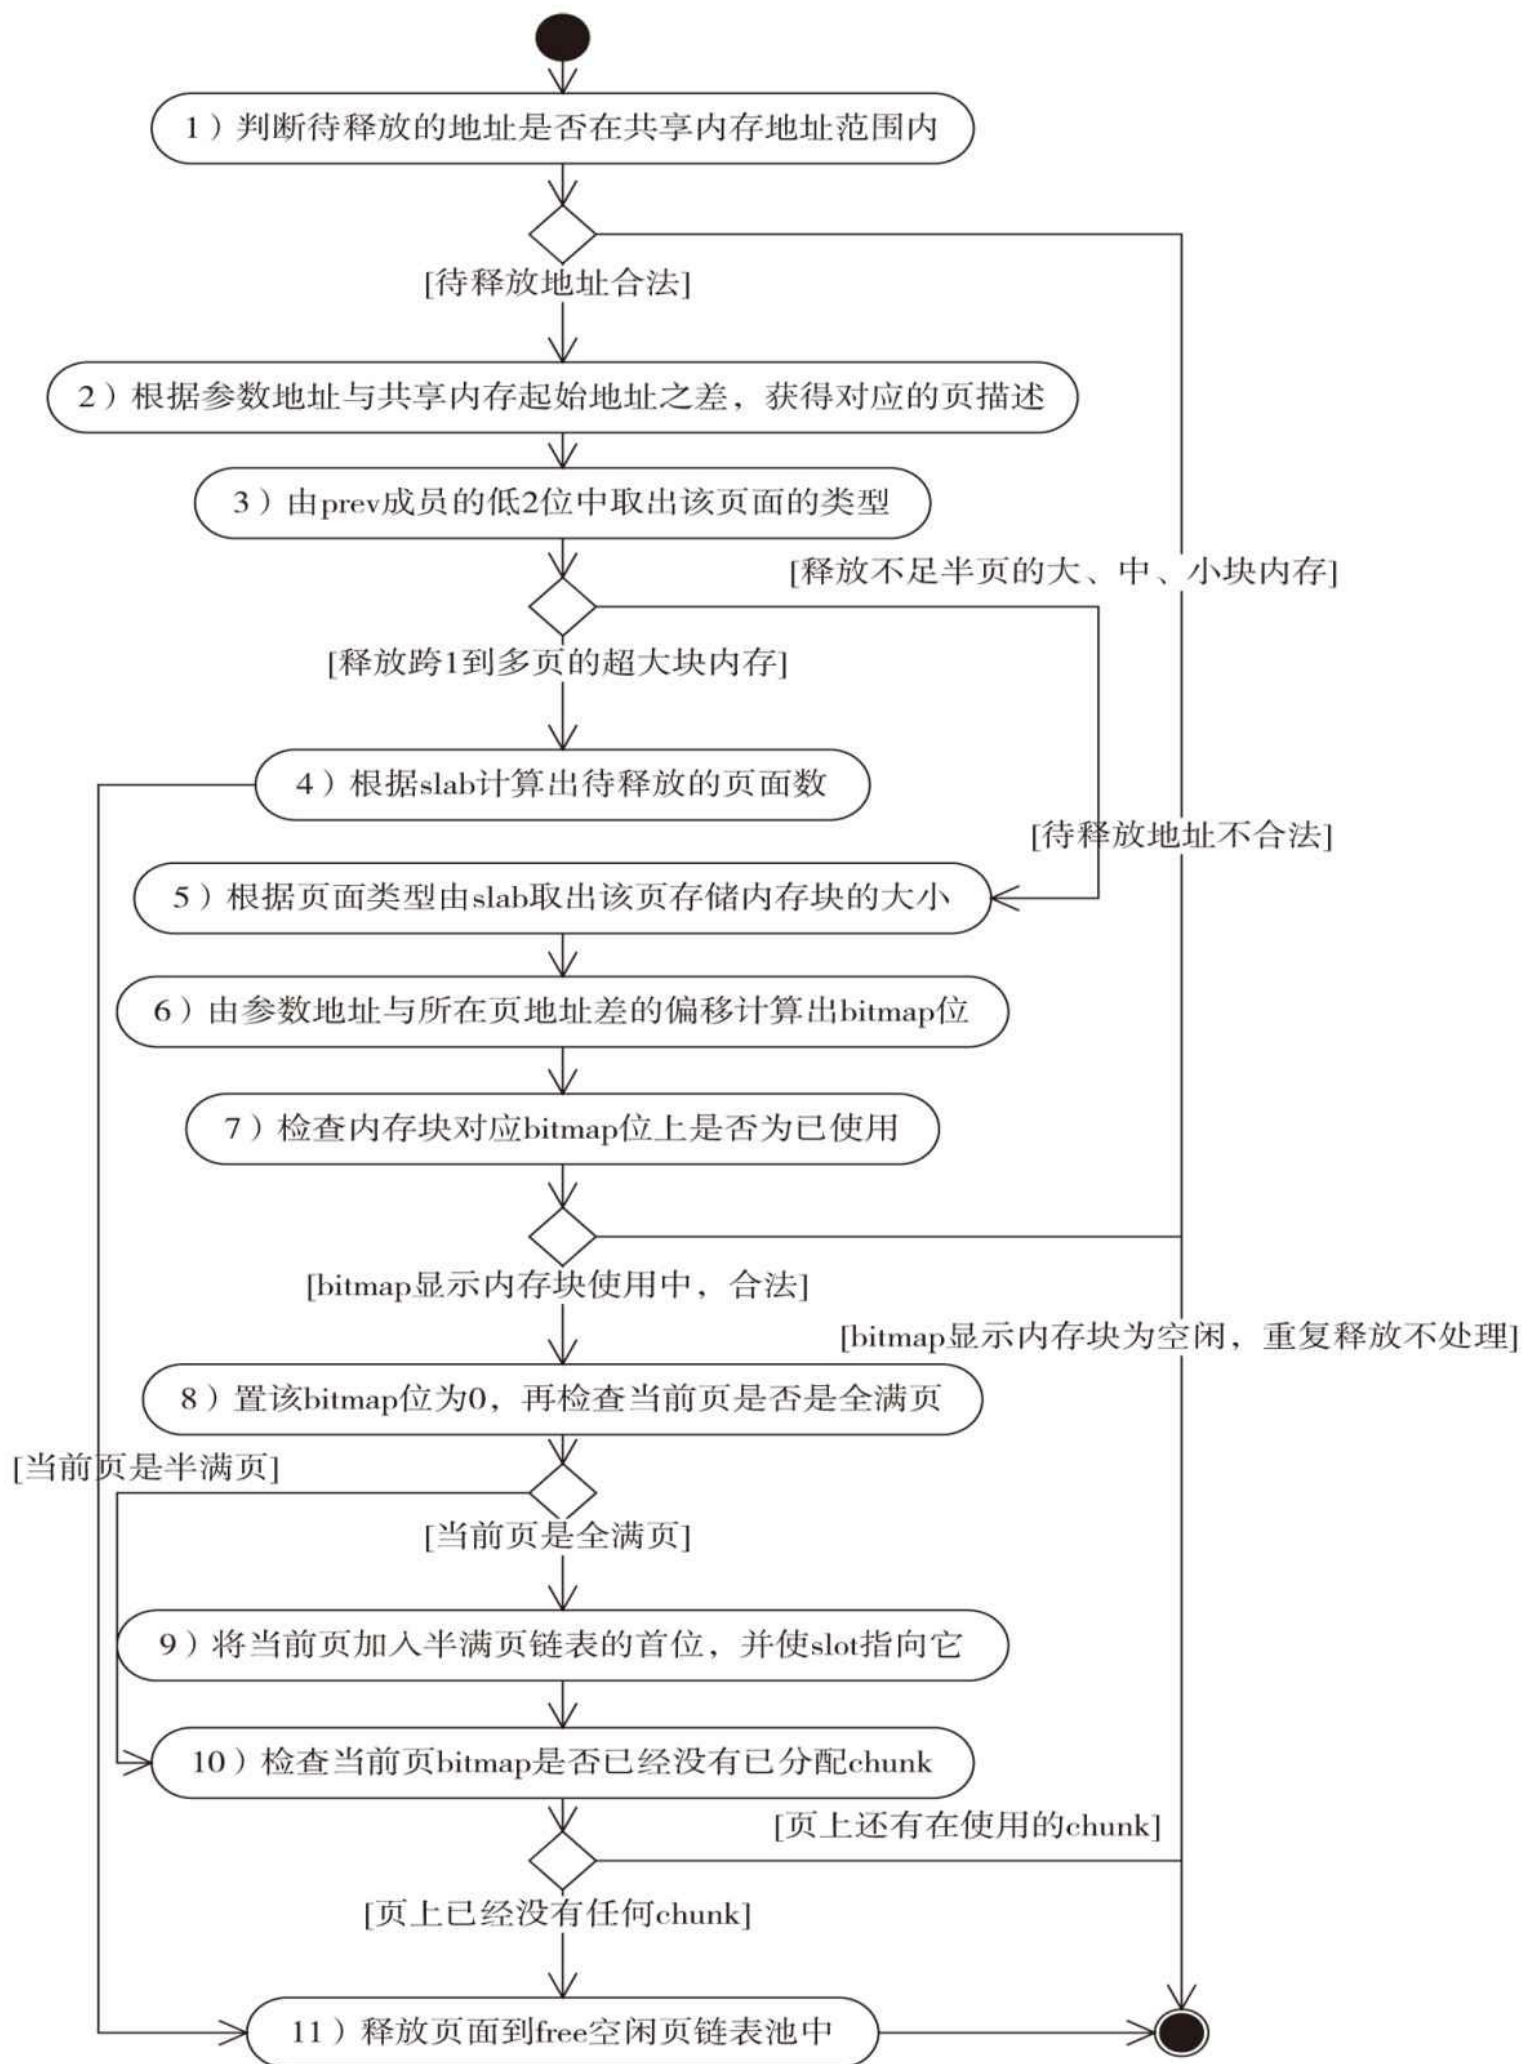 1）判断待释放的地址是否在共享内存地址范围内
[待释放地址合法]
2）根据参数地址与共享内存起始地址之差，获得对应的页描述
3）由prev成员的低2位中取出该页面的类型
[释放不足半页的大、中、小块内存]
[释放跨1到多页的超大块内存]
4）根据slab计算出待释放的页面数
[待释放地址不合法]
5）根据页面类型由slab取出该页存储内存块的大小
6）由参数地址与所在页地址差的偏移计算出bitmap位
7）检查内存块对应bitmap位上是否为已使用
[bitmap显示内存块使用中，合法]
[bitmap显示内存块为空闲，重复释放不处理]
8）置该bitmap位为0，再检查当前页是否是全满页
[当前页是半满页]
[当前页是全满页]
9）将当前页加入半满页链表的首位，并使slot指向它
10）检查当前页bitmap是否已经没有已分配chunk
[页上还有在使用的chunk]
[页上已经没有任何chunk]
11）释放页面到free空闲页链表池中